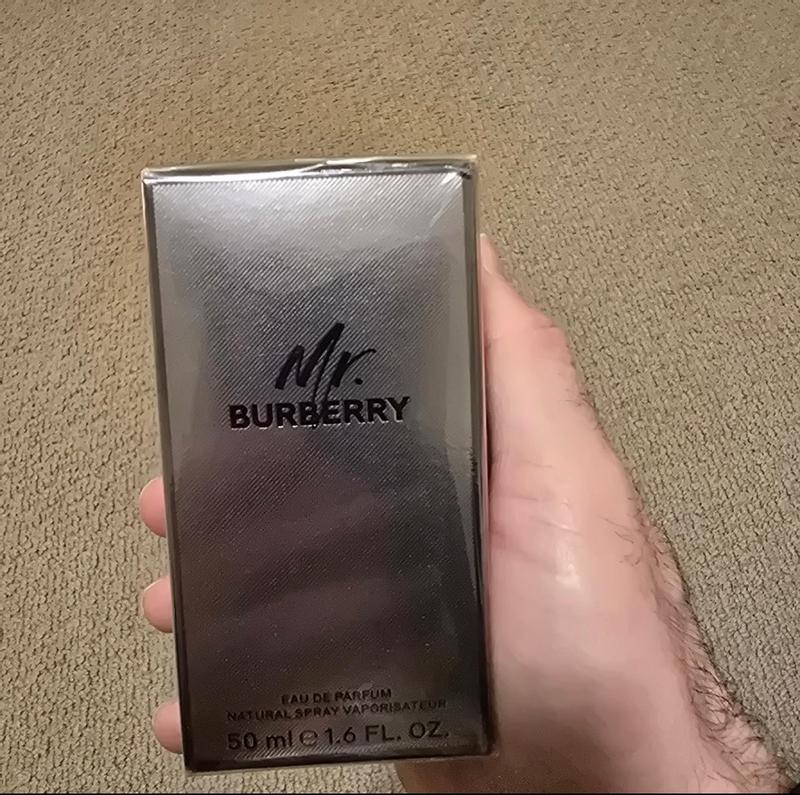 Mr.
BURBERRY
EAU DE PARFUM
NATURAL SPRAY VAPORISATEUR
50 ml ℮ 1.6 FL. OZ.